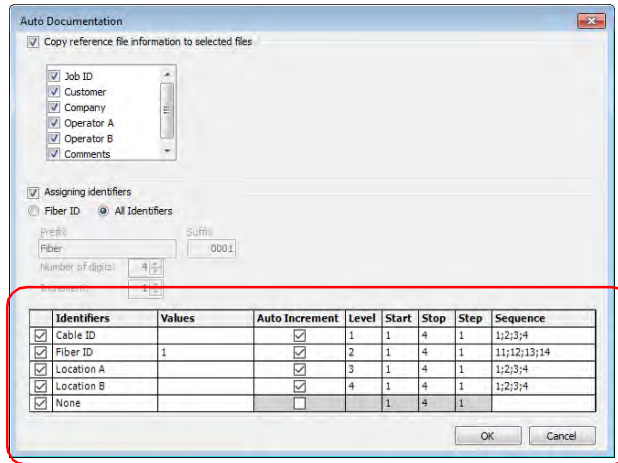 Auto Documentation
Copy reference file information to selected files
Job ID
Customer
Company
Operator A
Operator B
Comments
Assigning identifiers
Fiber ID All Identifiers
Prefix Suffix
Fiber 0001
Number of digits: 4
Increment: 1
Identifiers Values Auto Increment Level Start Stop Step Sequence
Cable ID 1 1 4 1 1;2;3;4
Fiber ID 1 2 1 4 1 11;12;13;14
Location A 3 1 4 1 1;2;3;4
Location B 4 1 4 1 1;2;3;4
None 1 4 1
OK Cancel